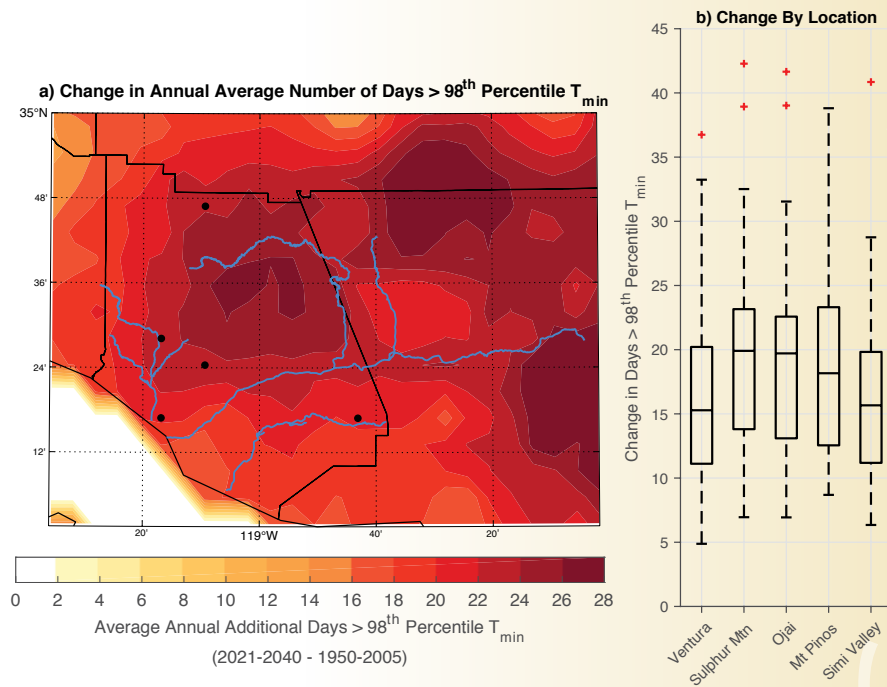 a) Change in Annual Average Number of Days > 98th Percentile Tmin
35°N
48'
36'
24'
12'
20'
119°W
40'
0 2 4 6 8 10 12 14 16 18 20 22 24 26 28
Average Annual Additional Days > 98th Percentile Tmin
(2021-2040 - 1950-2005)
b) Change By Location
Change in Days > 98th Percentile Tmin
45
40
35
30
25
20
15
10
5
0
Ventura
Sulphur Mtn
Ojai
Mt Pinos
Simi Valley